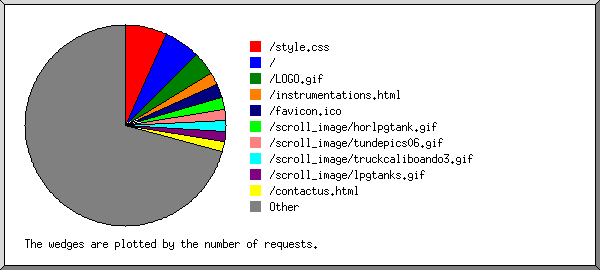 /style.css
/
/LOGO.gif
/instrumentations.html
/favicon.ico
/scroll_image/horlpgtank.gif
/scroll_image/tundepics06.gif
/scroll_image/truckcaliboando3.gif
/scroll_image/lpgtanks.gif
/contactus.html
Other
The wedges are plotted by the number of requests.